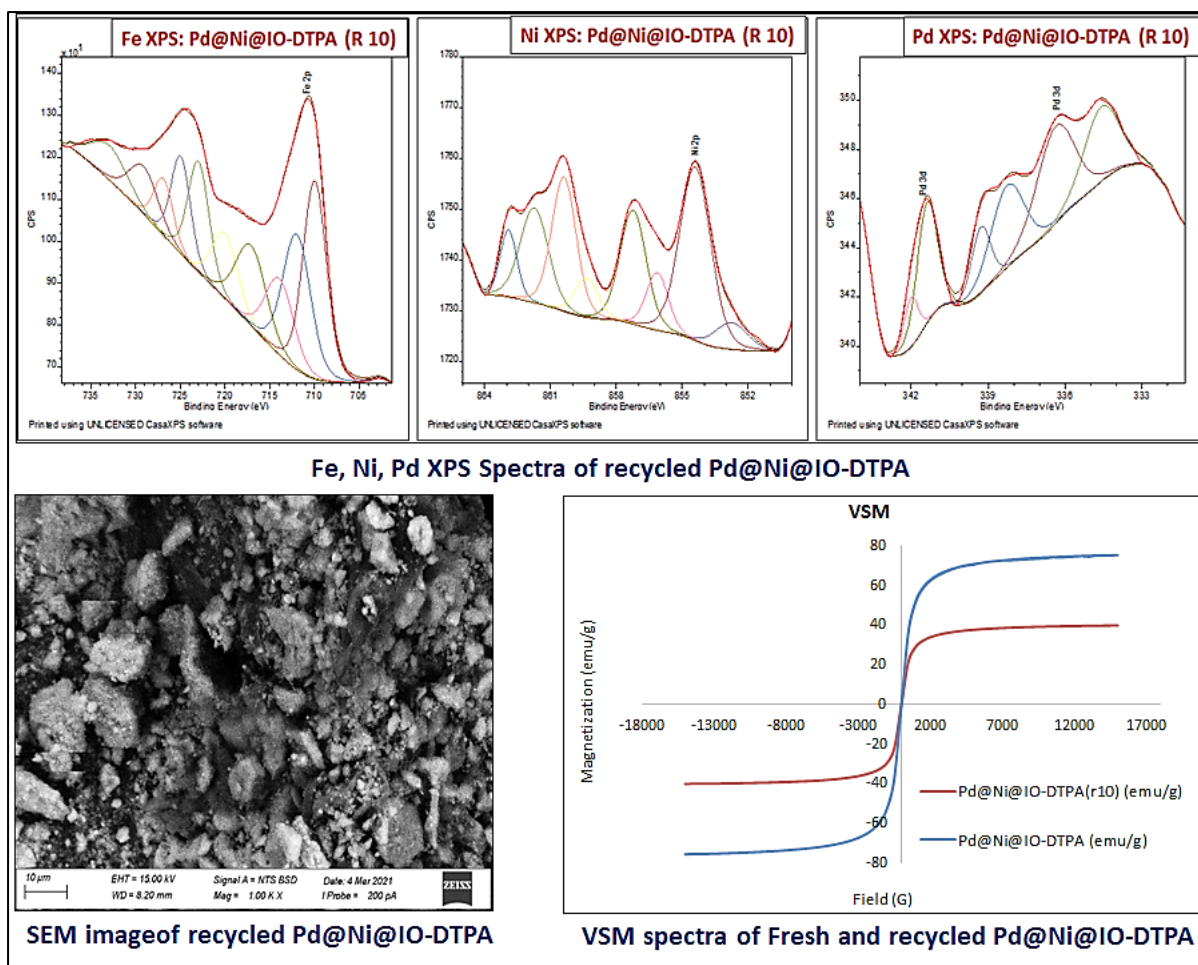 Fe XPS: Pd@Ni@IO-DTPA (R 10)
x 10¹
140
130
120
110
100
90
80
70
CPS
Fe 2p
735
730
725
720
715
710
705
Binding Energy (eV)
Printed using UNLICENSED CasaXPS software
Ni XPS: Pd@Ni@IO-DTPA (R 10)
1780
1770
1760
1750
1740
1730
1720
CPS
Ni2p
864
861
858
855
852
Binding Energy (eV)
Printed using UNLICENSED CasaXPS software
Pd XPS: Pd@Ni@IO-DTPA (R 10)
350
348
346
344
342
340
CPS
Pd 3d
Pd 3d
342
339
336
333
Binding Energy (eV)
Printed using UNLICENSED CasaXPS software
Fe, Ni, Pd XPS Spectra of recycled Pd@Ni@IO-DTPA
10 µm
EHT = 15.00 kV Signal A = NTS BSD Date: 4 Mar 2021
WD = 8.20 mm Mag = 1.00 K X I Probe = 200 pA
ZEISS
SEM imageof recycled Pd@Ni@IO-DTPA
VSM
80
60
40
20
0
-20
-40
-60
-80
Magnetization (emu/g)
-18000 -13000 -8000 -3000 2000 7000 12000 17000
Pd@Ni@IO-DTPA(r10) (emu/g)
Pd@Ni@IO-DTPA (emu/g)
Field (G)
VSM spectra of Fresh and recycled Pd@Ni@IO-DTPA